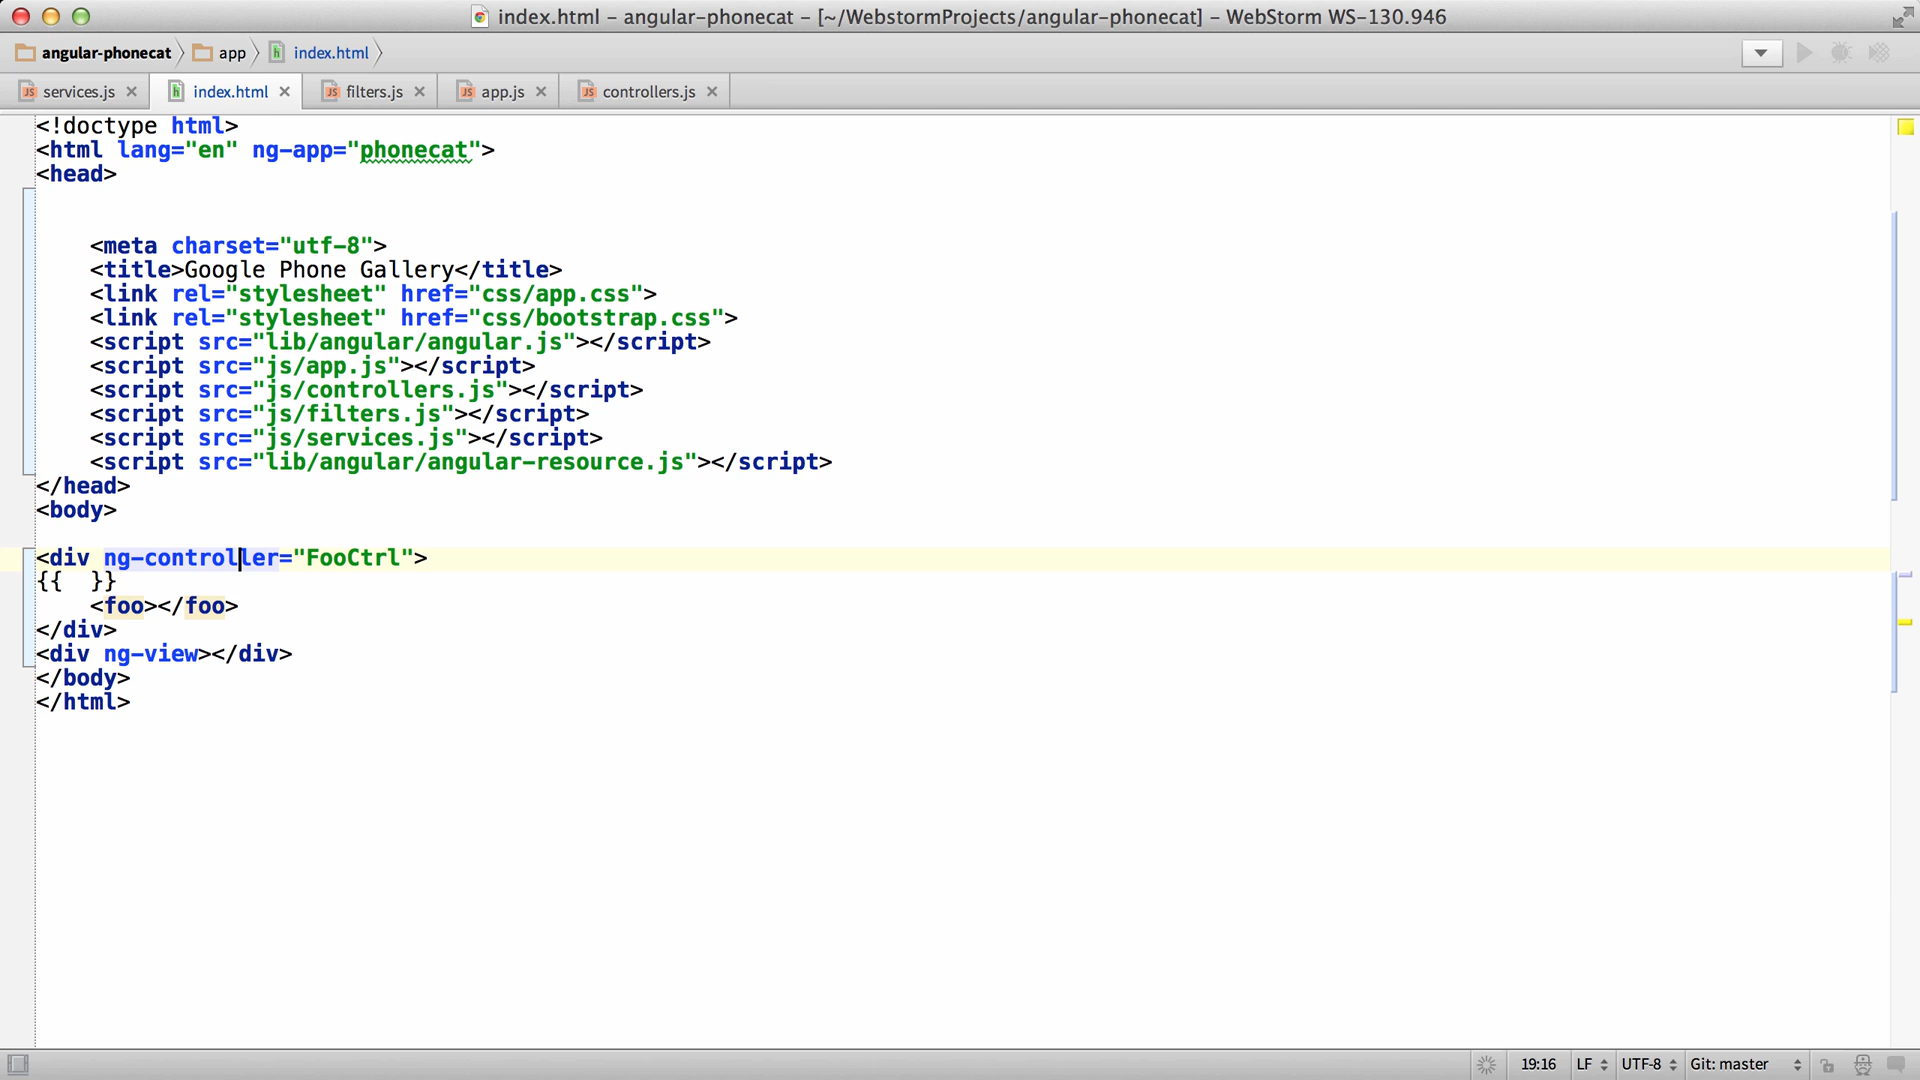 index.html – angular-phonecat – [~/WebstormProjects/angular-phonecat] – WebStorm WS-130.946
angular-phonecat app index.html
services.js index.html filters.js app.js controllers.js
<!doctype html>
<html lang="en" ng-app="phonecat">
<head>
<meta charset="utf-8">
<title>Google Phone Gallery</title>
<link rel="stylesheet" href="css/app.css">
<link rel="stylesheet" href="css/bootstrap.css">
<script src="lib/angular/angular.js"></script>
<script src="js/app.js"></script>
<script src="js/controllers.js"></script>
<script src="js/filters.js"></script>
<script src="js/services.js"></script>
<script src="lib/angular/angular-resource.js"></script>
</head>
<body>
<div ng-controller="FooCtrl">
{{  }}
<foo></foo>
</div>
<div ng-view></div>
</body>
</html>
19:16 LF UTF-8 Git: master